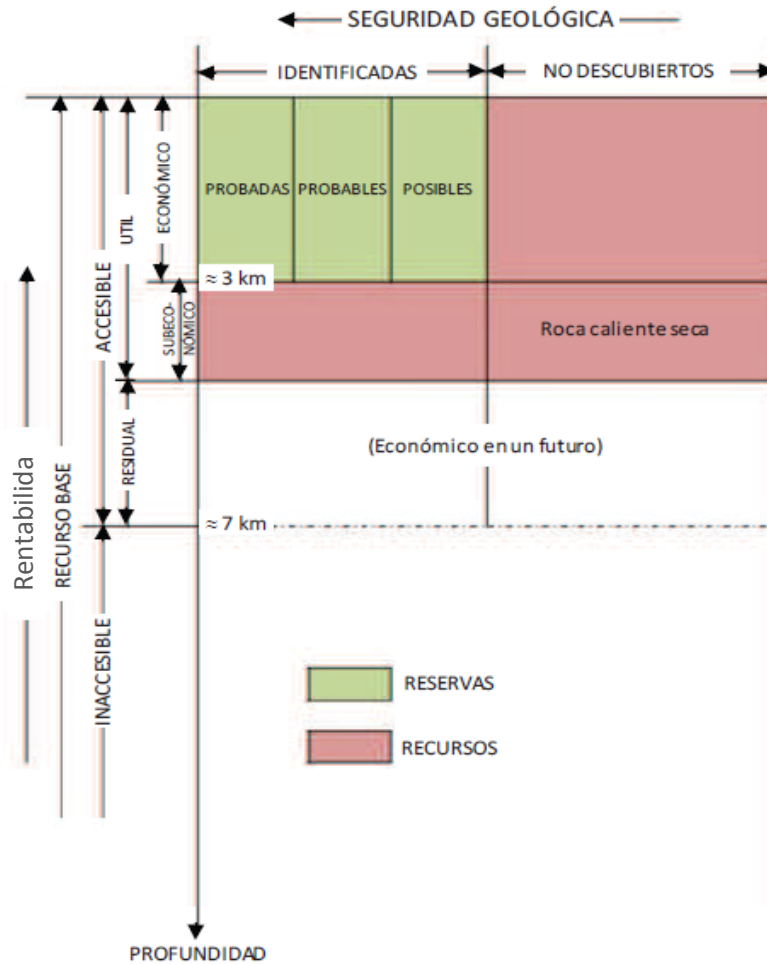 SEGURIDAD GEOLÓGICA
IDENTIFICADAS
NO DESCUBIERTOS
RECURSO BASE
ACCESIBLE
UTIL
ECONÓMICO
PROBADAS
PROBABLES
POSIBLES
≈ 3 km
SUBECO-
NÓMICO
Roca caliente seca
RESIDUAL
(Económico en un futuro)
≈ 7 km
Rentabilida
INACCESIBLE
RESERVAS
RECURSOS
PROFUNDIDAD